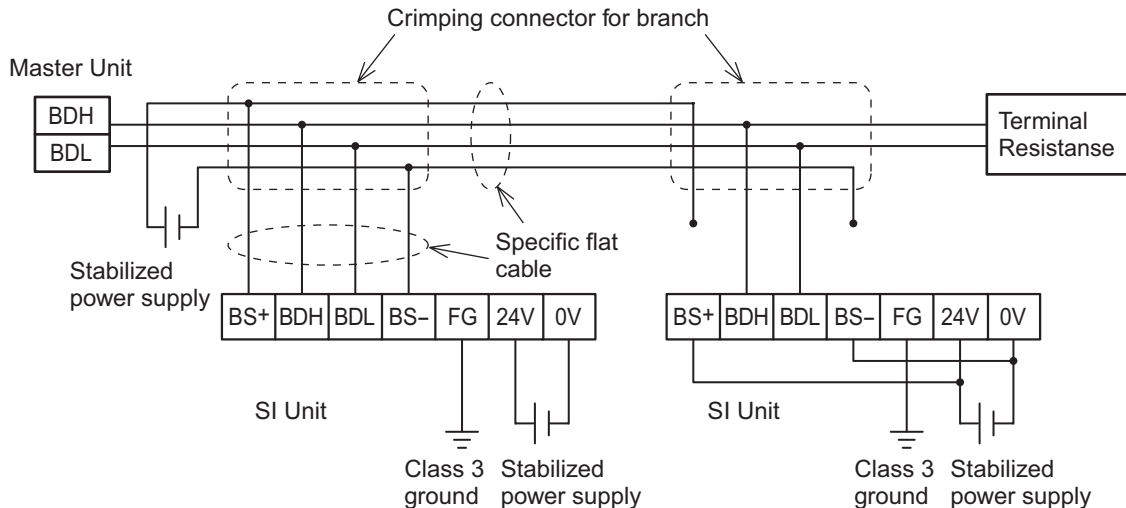 Crimping connector for branch
Master Unit
BDH
BDL
Terminal
Resistanse
Stabilized
power supply
Specific flat
cable
BS+ BDH BDL BS– FG 24V 0V
BS+ BDH BDL BS– FG 24V 0V
SI Unit
SI Unit
Class 3
ground
Stabilized
power supply
Class 3
ground
Stabilized
power supply